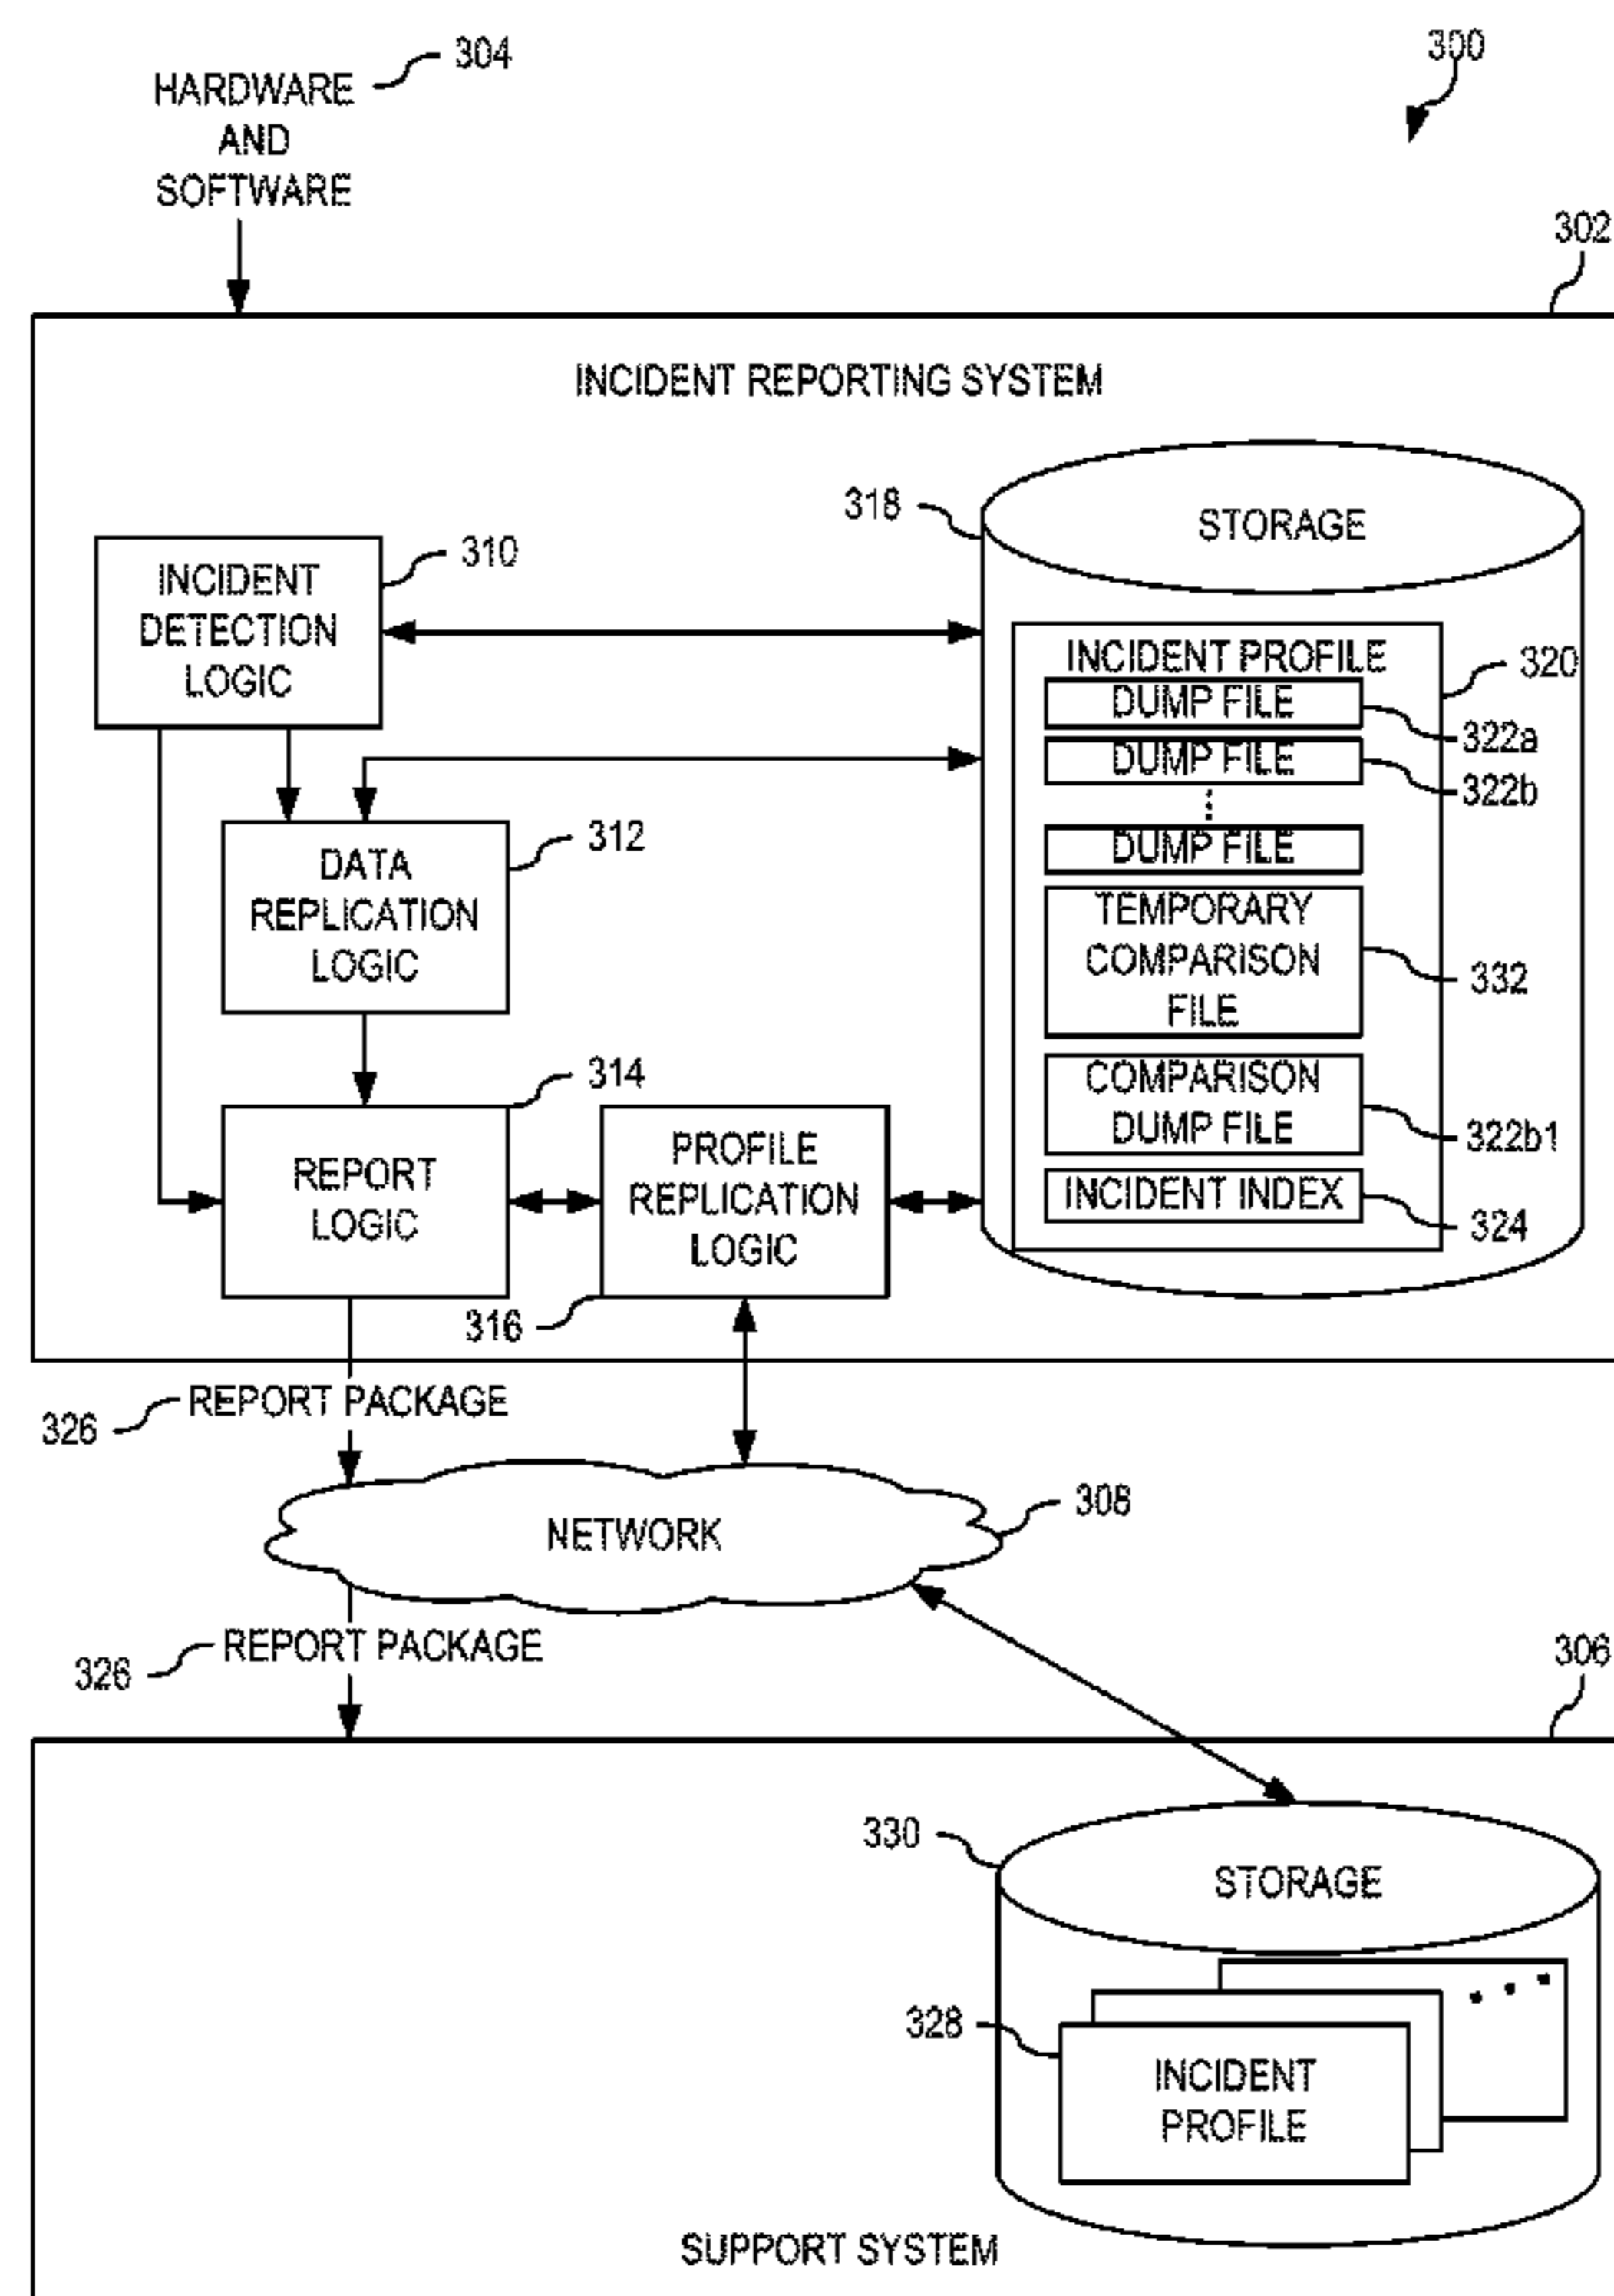 304
300
HARDWARE
AND
SOFTWARE
302
INCIDENT REPORTING SYSTEM
318
STORAGE
310
INCIDENT
DETECTION
LOGIC
INCIDENT PROFILE
320
DUMP FILE
322a
DUMP FILE
322b
DUMP FILE
312
DATA
REPLICATION
LOGIC
TEMPORARY
COMPARISON
FILE
332
314
COMPARISON
DUMP FILE
322b1
REPORT
LOGIC
PROFILE
REPLICATION
LOGIC
INCIDENT INDEX
324
316
REPORT PACKAGE
326
NETWORK
308
REPORT PACKAGE
326
306
330
STORAGE
328
INCIDENT
PROFILE
SUPPORT SYSTEM